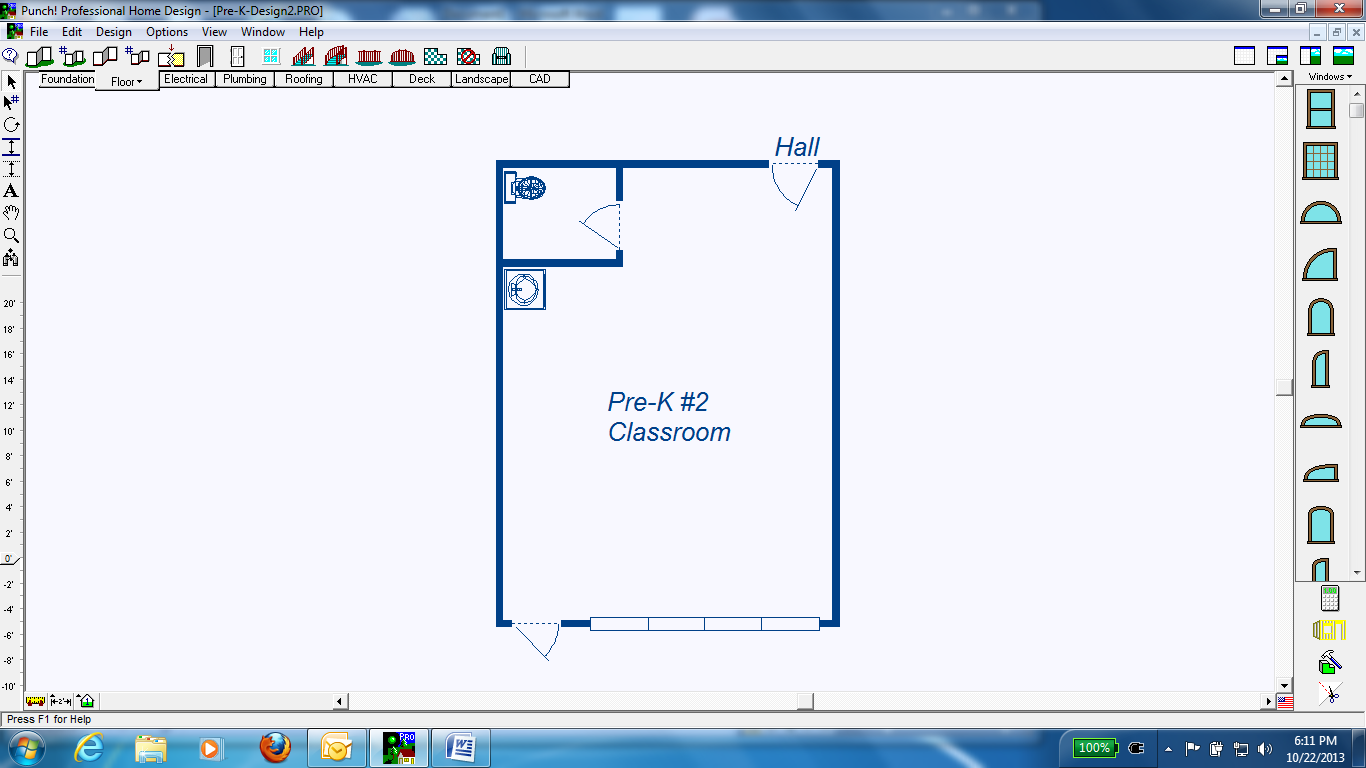 Punch! Professional Home Design - [Pre-K-Design2.PRO]
File Edit Design Options View Window Help
Foundation Floor Electrical Plumbing Roofing HVAC Deck Landscape CAD
Windows
Hall
20'
18'
16'
14'
12'
10'
8'
6'
4'
2'
0'
-2'
-4'
-6'
-8'
-10'
Pre-K #2
Classroom
Press F1 for Help
PRO
100%
6:11 PM
10/22/2013